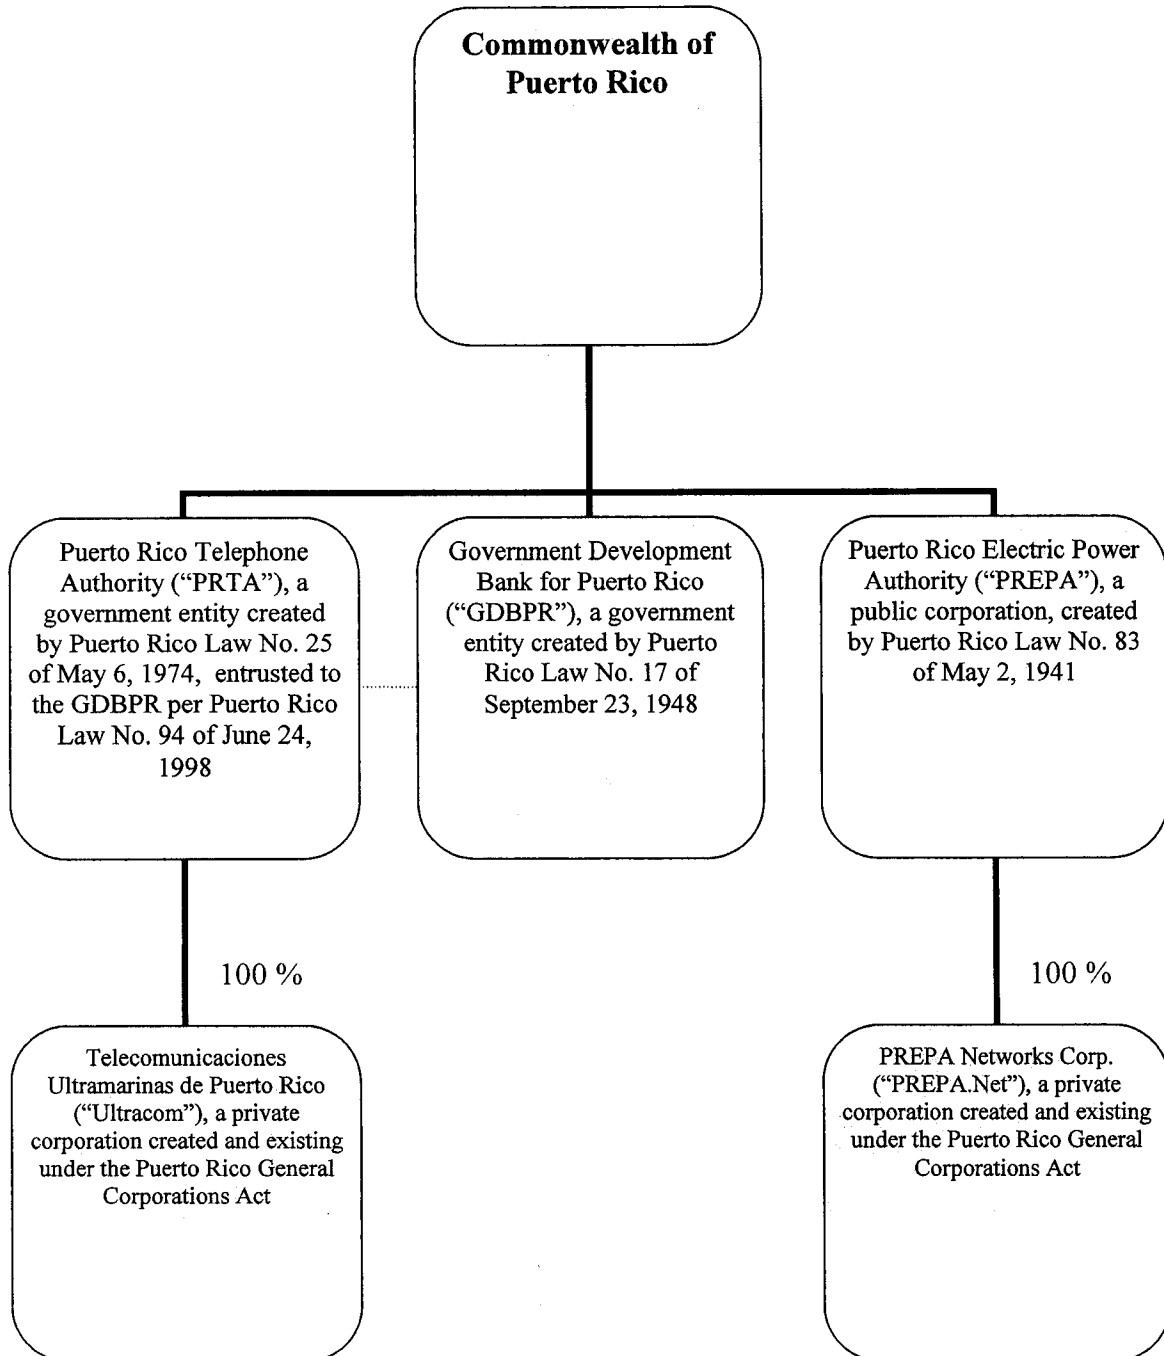 Commonwealth of
Puerto Rico
Puerto Rico Telephone
Authority (“PRTA”), a
government entity created
by Puerto Rico Law No. 25
of May 6, 1974, entrusted to
the GDBPR per Puerto Rico
Law No. 94 of June 24,
1998
Government Development
Bank for Puerto Rico
(“GDBPR”), a government
entity created by Puerto
Rico Law No. 17 of
September 23, 1948
Puerto Rico Electric Power
Authority (“PREPA”), a
public corporation, created
by Puerto Rico Law No. 83
of May 2, 1941
100 %
100 %
Telecomunicaciones
Ultramarinas de Puerto Rico
(“Ultracom”), a private
corporation created and existing
under the Puerto Rico General
Corporations Act
PREPA Networks Corp.
(“PREPA.Net”), a private
corporation created and existing
under the Puerto Rico General
Corporations Act